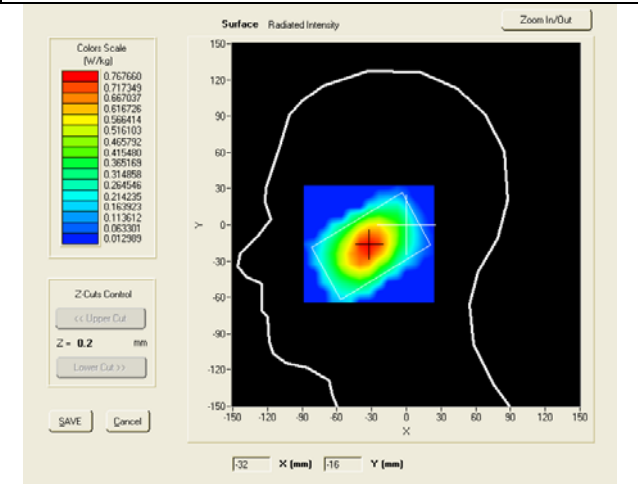 Surface Radiated Intensity
Zoom In/Out
Colors Scale
(W/kg)
0.767660
0.717349
0.667037
0.616726
0.566414
0.516103
0.465792
0.415480
0.365169
0.314858
0.264546
0.214235
0.163923
0.113612
0.063301
0.012989
Z-Cuts Control
<< Upper Cut
Z = 0.2 mm
Lower Cut >>
SAVE Cancel
150
120
90
60
30
0
-30
-60
-90
-120
-150
Y
-150 -120 -90 -60 -30 0 30 60 90 120 150
X
-32 X (mm) -16 Y (mm)